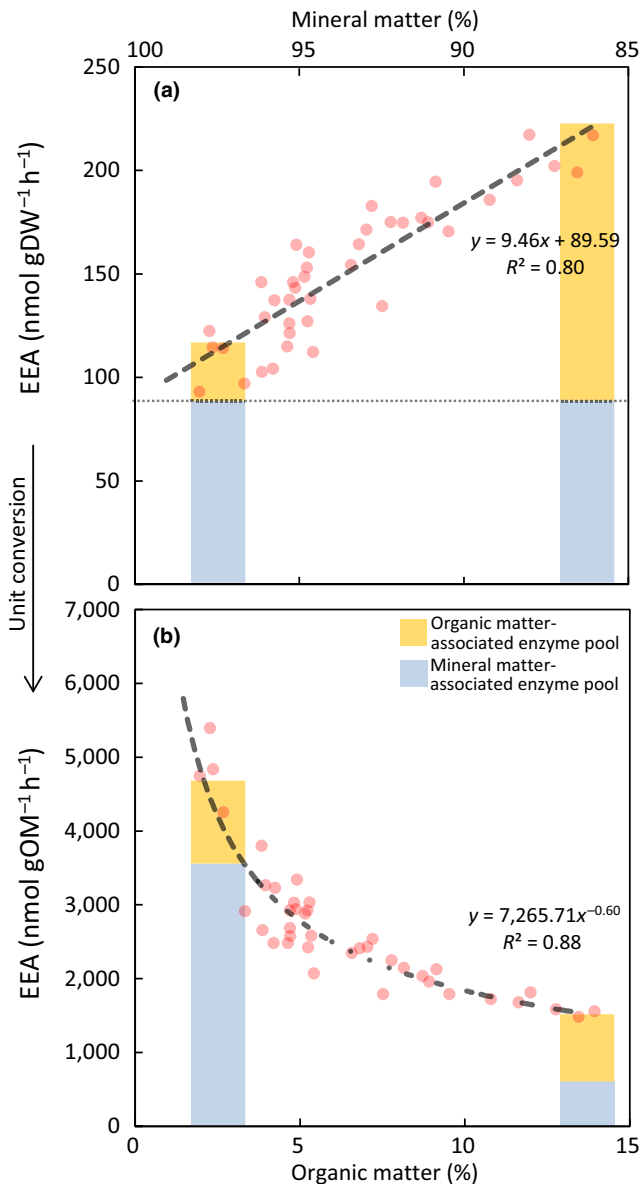 Mineral matter (%)
100 95 90 85
(a)
250
200
150
100
50
0
EEA (nmol gDW⁻¹ h⁻¹)
y = 9.46x + 89.59
R² = 0.80
Unit conversion
(b)
Organic matter-
associated enzyme pool
Mineral matter-
associated enzyme pool
7,000
6,000
5,000
4,000
3,000
2,000
1,000
0
EEA (nmol gOM⁻¹ h⁻¹)
y = 7,265.71x⁻⁰·⁶⁰
R² = 0.88
0 5 10 15
Organic matter (%)